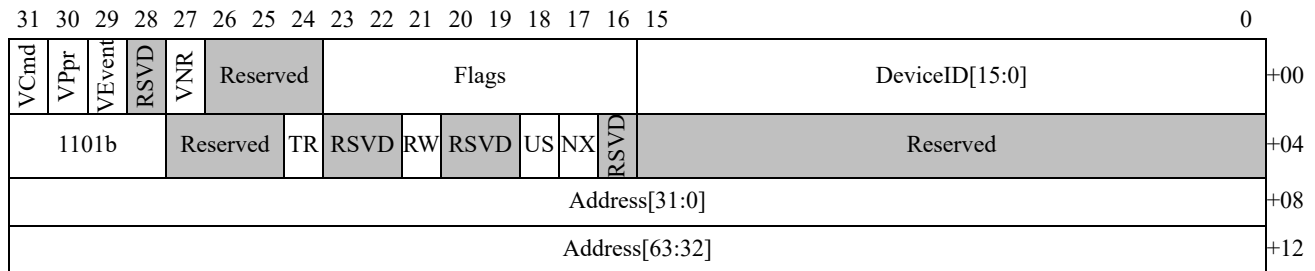 31 30 29 28 27 26 25 24 23 22 21 20 19 18 17 16 15 0
VCmd VPpr VEvent RSVD VNR Reserved Flags DeviceID[15:0] +00
1101b Reserved TR RSVD RW RSVD US NX RSVD Reserved +04
Address[31:0] +08
Address[63:32] +12